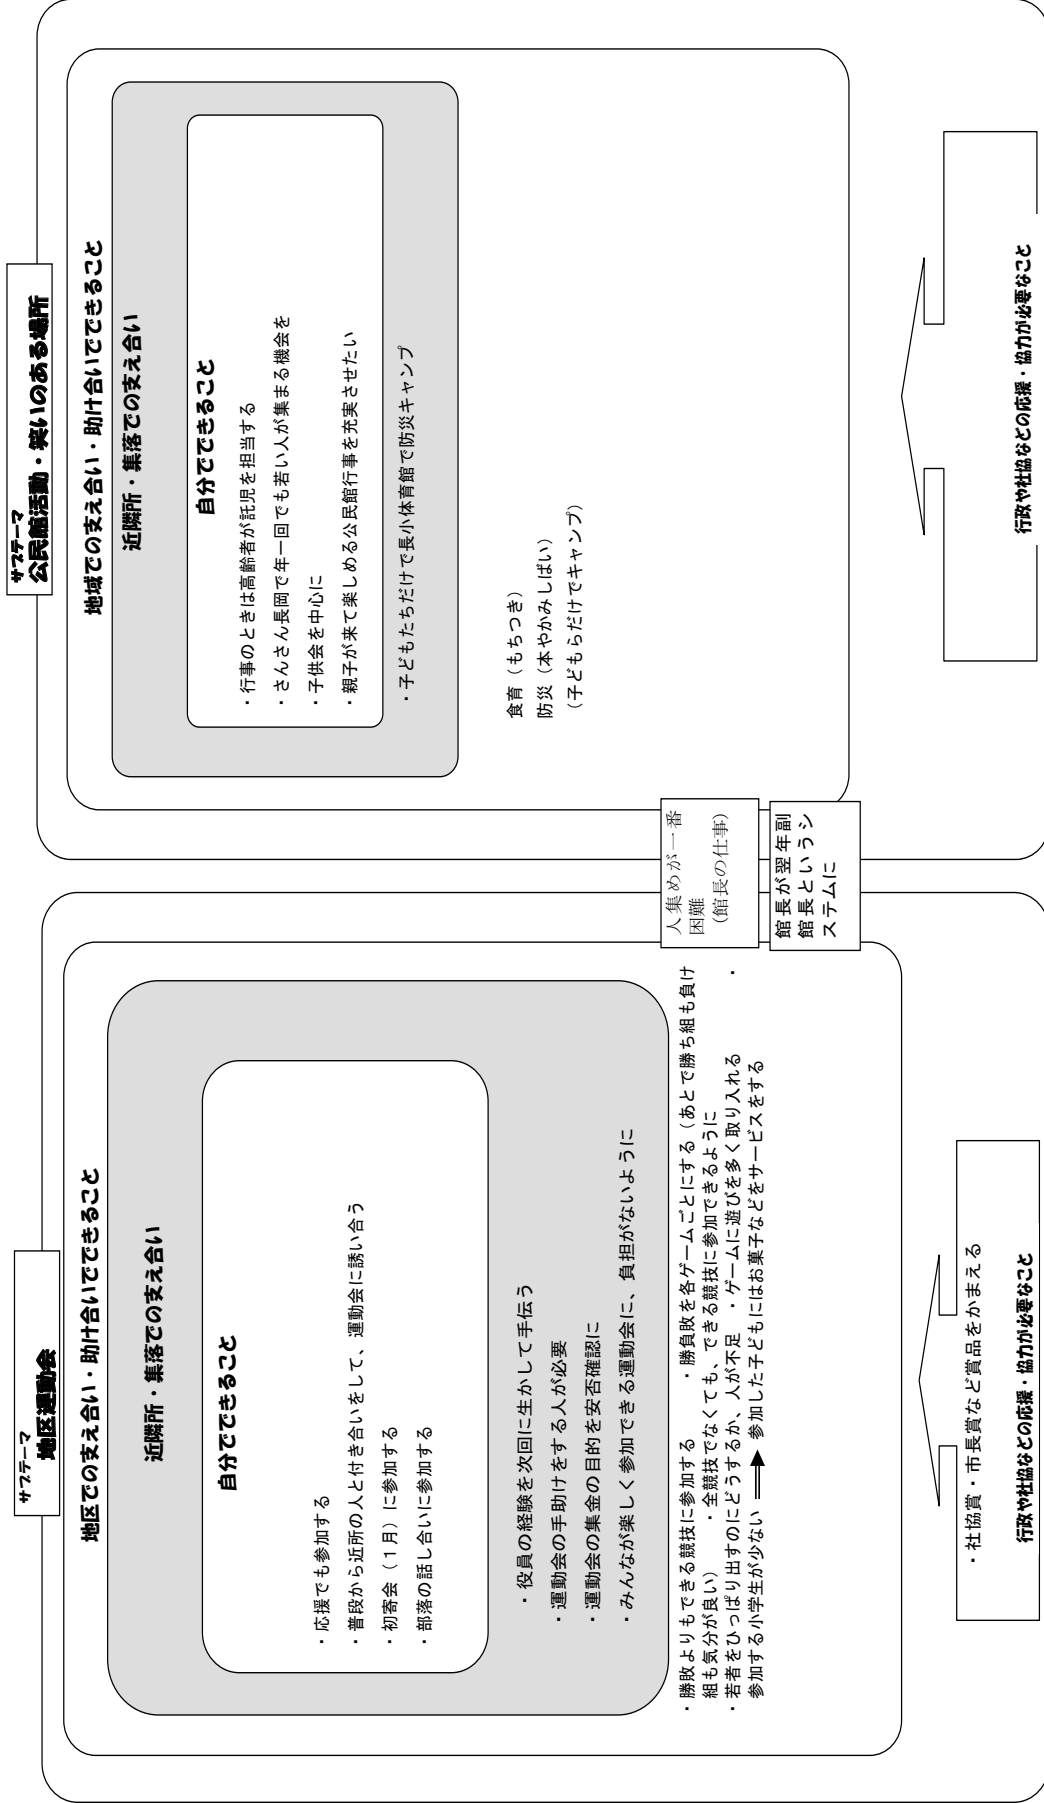 サブテーマ
地区運動会
地区での支え合い・助け合いでできること
近隣所・集落での支え合い
自分でできること
・応援でも参加する
・普段から近所の人と付き合いをして、運動会に誘い合う
・初寄会（１月）に参加する
・部落の話し合いに参加する
・役員の経験を次回に生かして手伝う
・運動会の手助けをする人が必要
・運動会の集金の目的を安否確認に
・みんなが楽しく参加できる運動会に、負担がないように
・勝敗よりもできる競技に参加する　・勝負敗を各ゲームごとにする（あとで勝ち組も負け
組も気分が良い）　・全競技でなくても、できる競技に参加できるように
・若者をひっぱり出すのにどうするか、人が不足　・ゲームに遊びを多く取り入れる　・
参加する小学生が少ない ⟹ 参加した子どもにはお菓子などをサービスをする
・社協賞・市長賞など賞品をかまえる
行政や社協などの応援・協力が必要なこと
サブテーマ
公民館活動・笑いのある場所
地域での支え合い・助け合いでできること
近隣所・集落での支え合い
自分でできること
・行事のときは高齢者が託児を担当する
・さんさん長岡で年一回でも若い人が集まる機会を
・子供会を中心に
・親子が来て楽しめる公民館行事を充実させたい
・子どもたちだけで長小体育館で防災キャンプ
食育（もちつき）
防災（本やかみしばい）
（子どもらだけでキャンプ）
人集めが一番
困難
（館長の仕事）
館長が翌年副
館長というシ
ステムに
行政や社協などの応援・協力が必要なこと